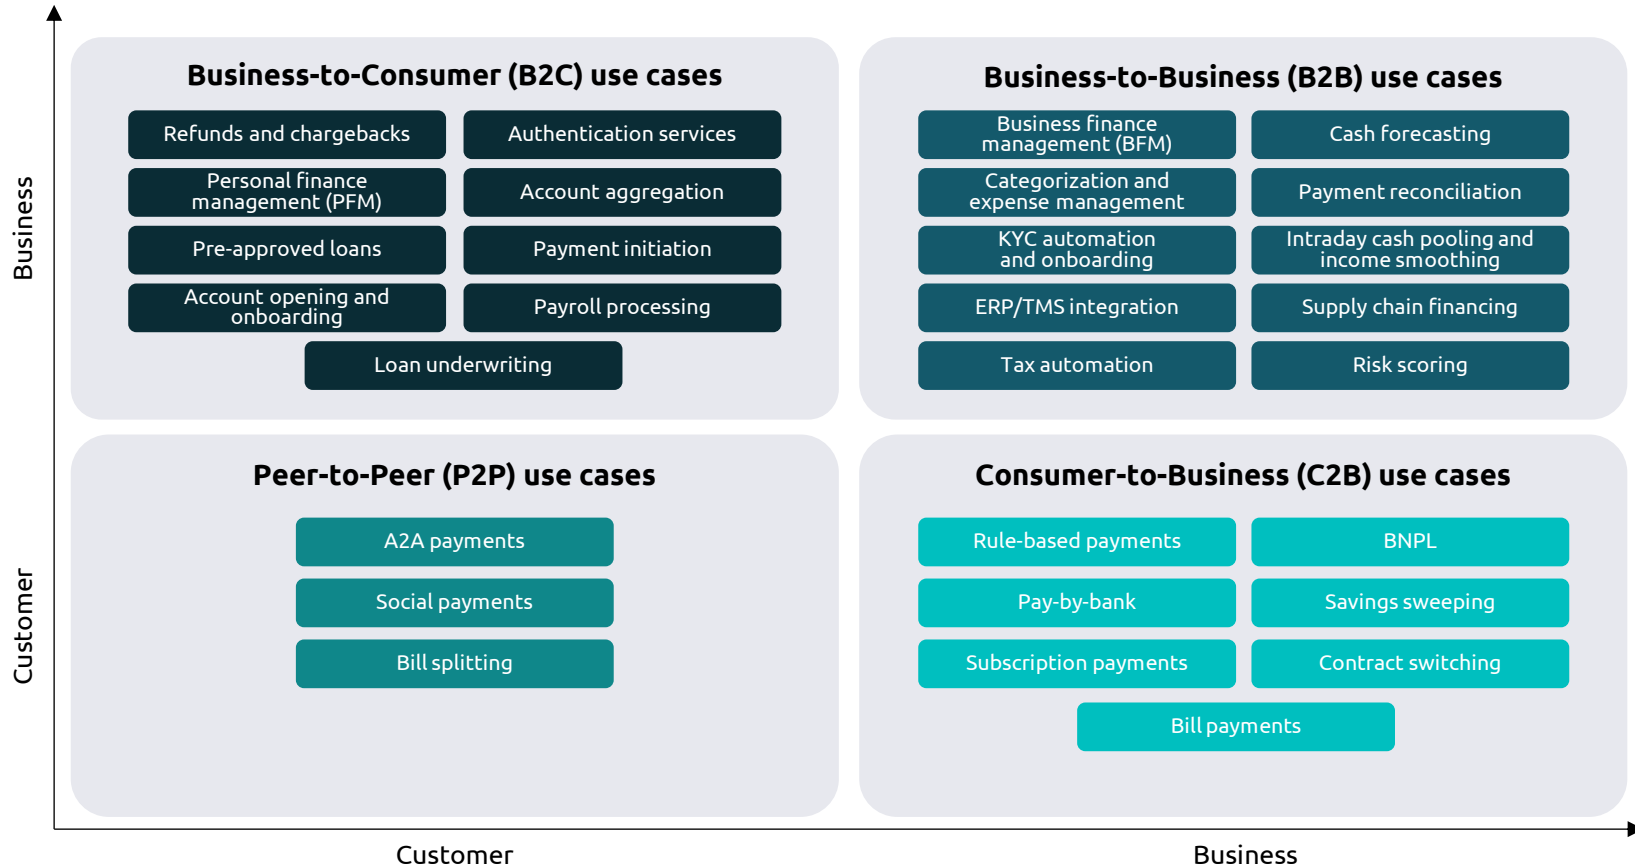 Business-to-Consumer (B2C) use cases
Refunds and chargebacks
Authentication services
Personal finance
management (PFM)
Account aggregation
Pre-approved loans
Payment initiation
Account opening and
onboarding
Payroll processing
Loan underwriting
Business-to-Business (B2B) use cases
Business finance
management (BFM)
Cash forecasting
Categorization and
expense management
Payment reconciliation
KYC automation
and onboarding
Intraday cash pooling and
income smoothing
ERP/TMS integration
Supply chain financing
Tax automation
Risk scoring
Business
Peer-to-Peer (P2P) use cases
A2A payments
Social payments
Bill splitting
Consumer-to-Business (C2B) use cases
Rule-based payments
BNPL
Pay-by-bank
Savings sweeping
Subscription payments
Contract switching
Bill payments
Customer
Customer
Business